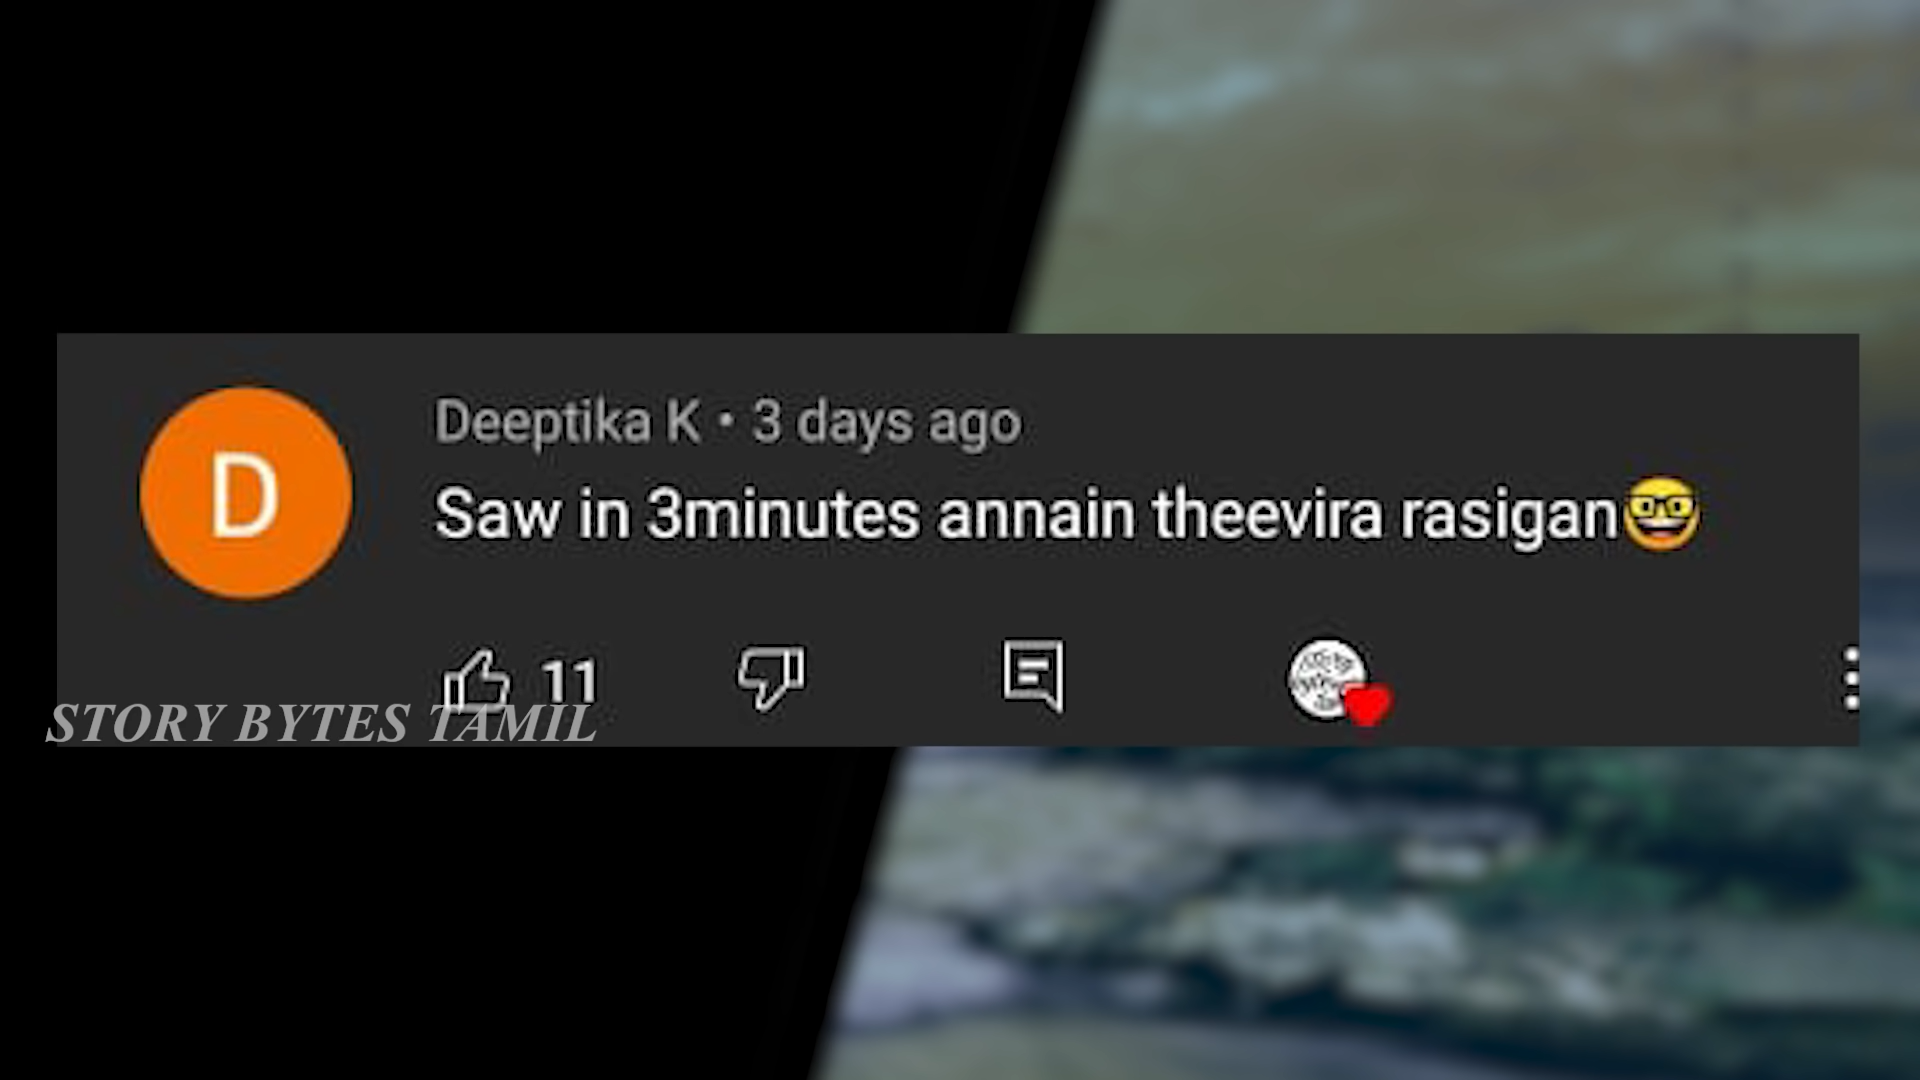 Deeptika K • 3 days ago
D
Saw in 3minutes annain theevira rasigan🤓
11
STORY BYTES TAMIL